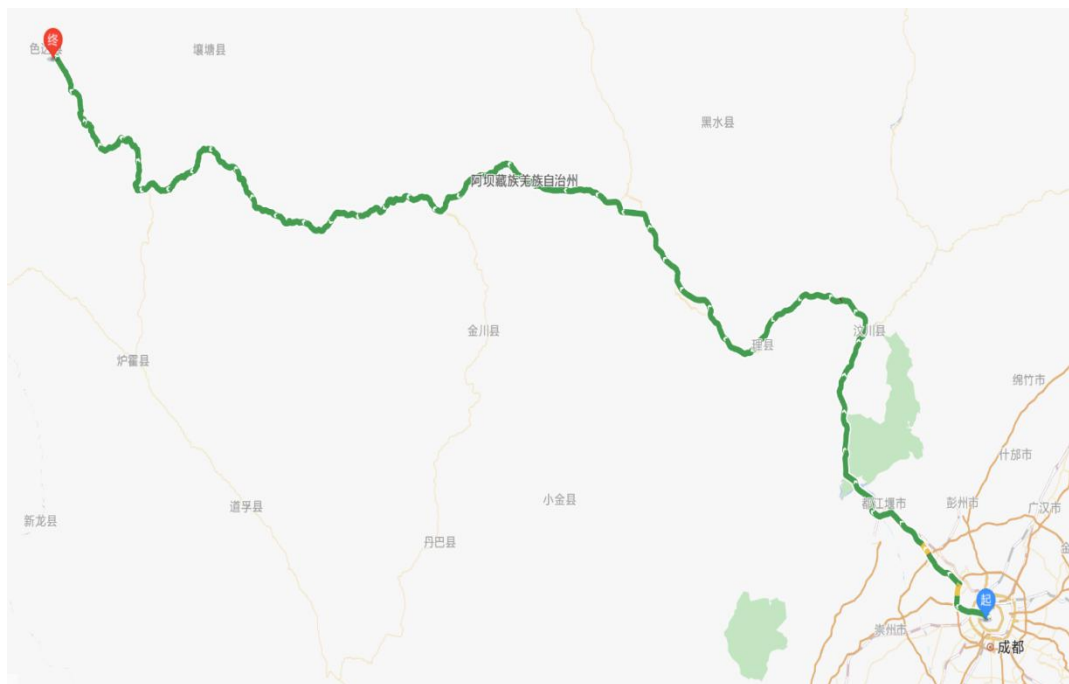 终
色达县
壤塘县
黑水县
阿坝藏族羌族自治州
金川县
汶川县
理县
炉霍县
绵竹市
什邡市
小金县
都江堰市
彭州市
广汉市
道孚县
新龙县
丹巴县
金
起
崇州市
成都